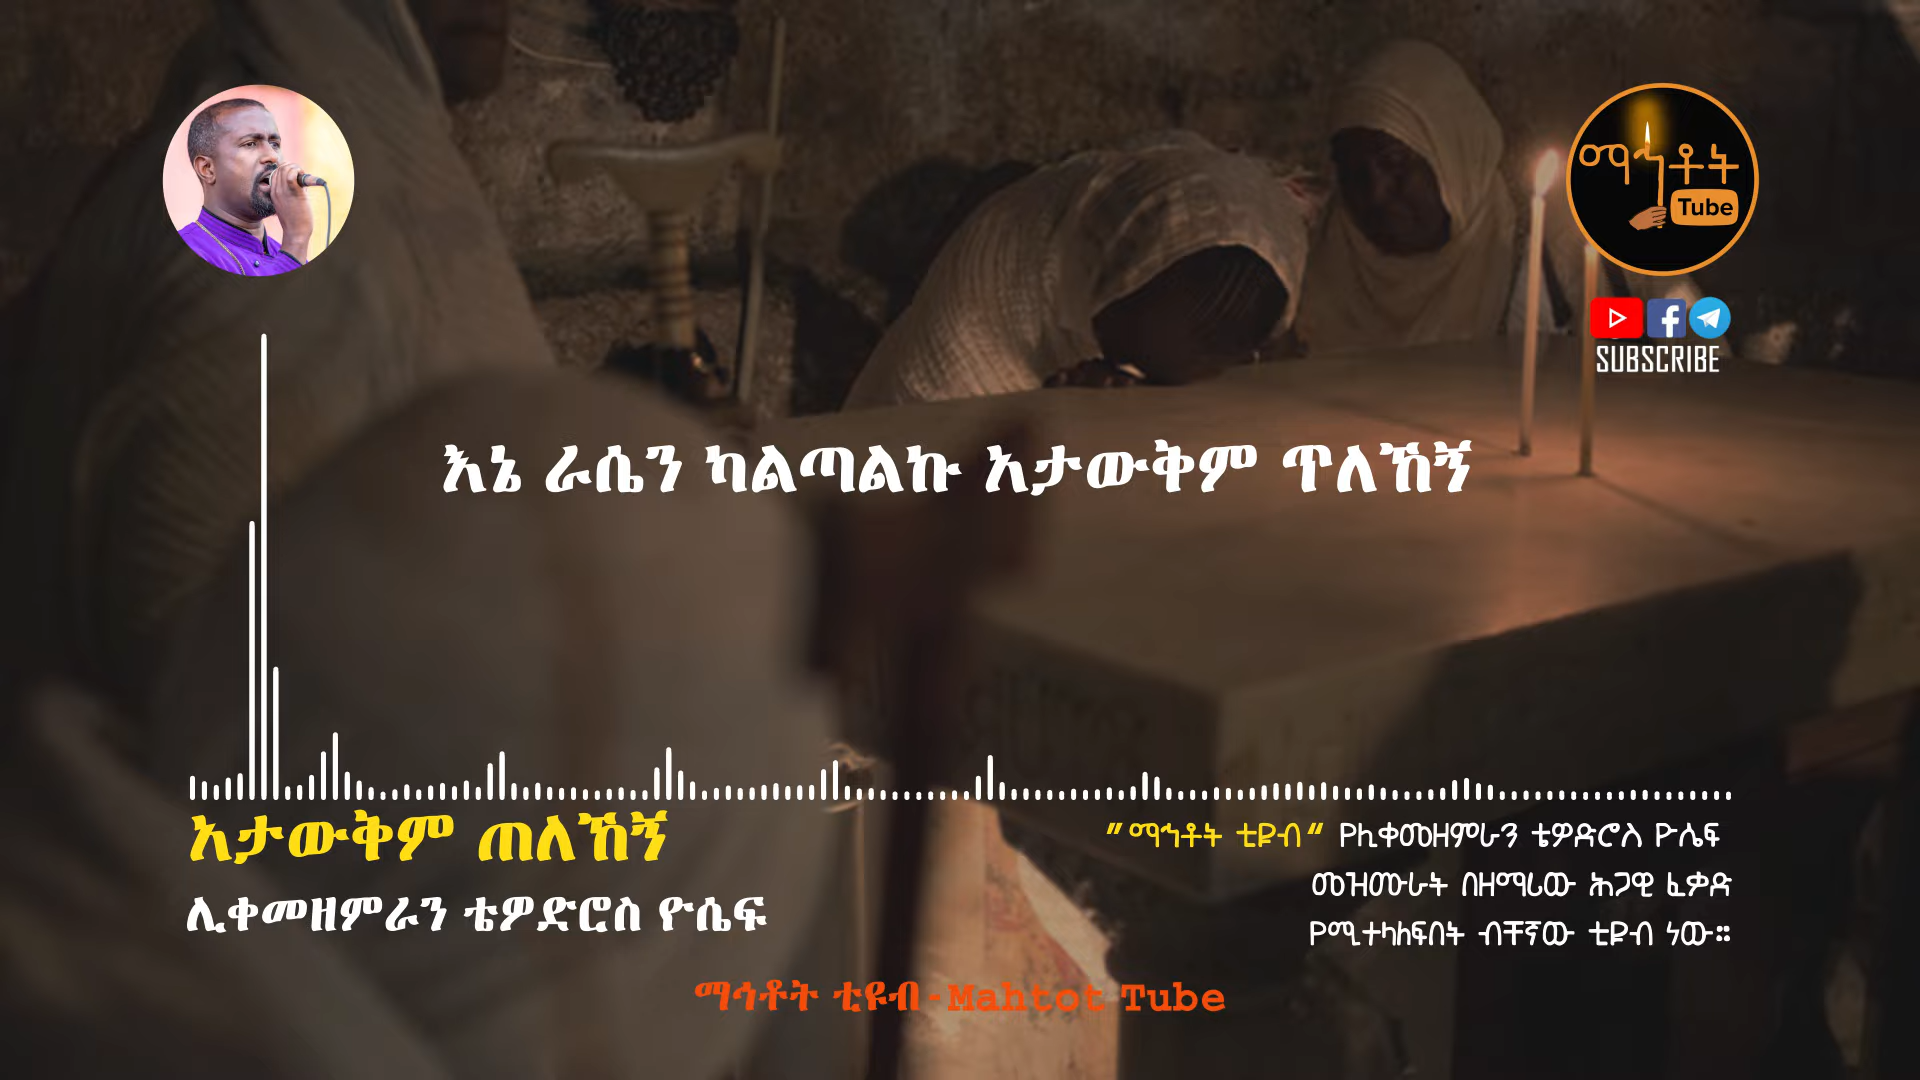 ማኅቶት
Tube
SUBSCRIBE
እኔ ራሴን ካልጣልኩ አታውቅም ጥለኸኝ
አታውቅም ጠለኸኝ
ሊቀመዘምራን ቴዎድሮስ ዮሴፍ
"ማኅቶት ቲዩብ" የሊቀመዘምራን ቴዎድሮስ ዮሴፍ
መዝሙራት በዘማሪው ሕጋዊ ፈቃድ
የሚተላለፍበት ብቸኛው ቲዩብ ነው።
ማኅቶት ቲዩብ - Mahtot Tube